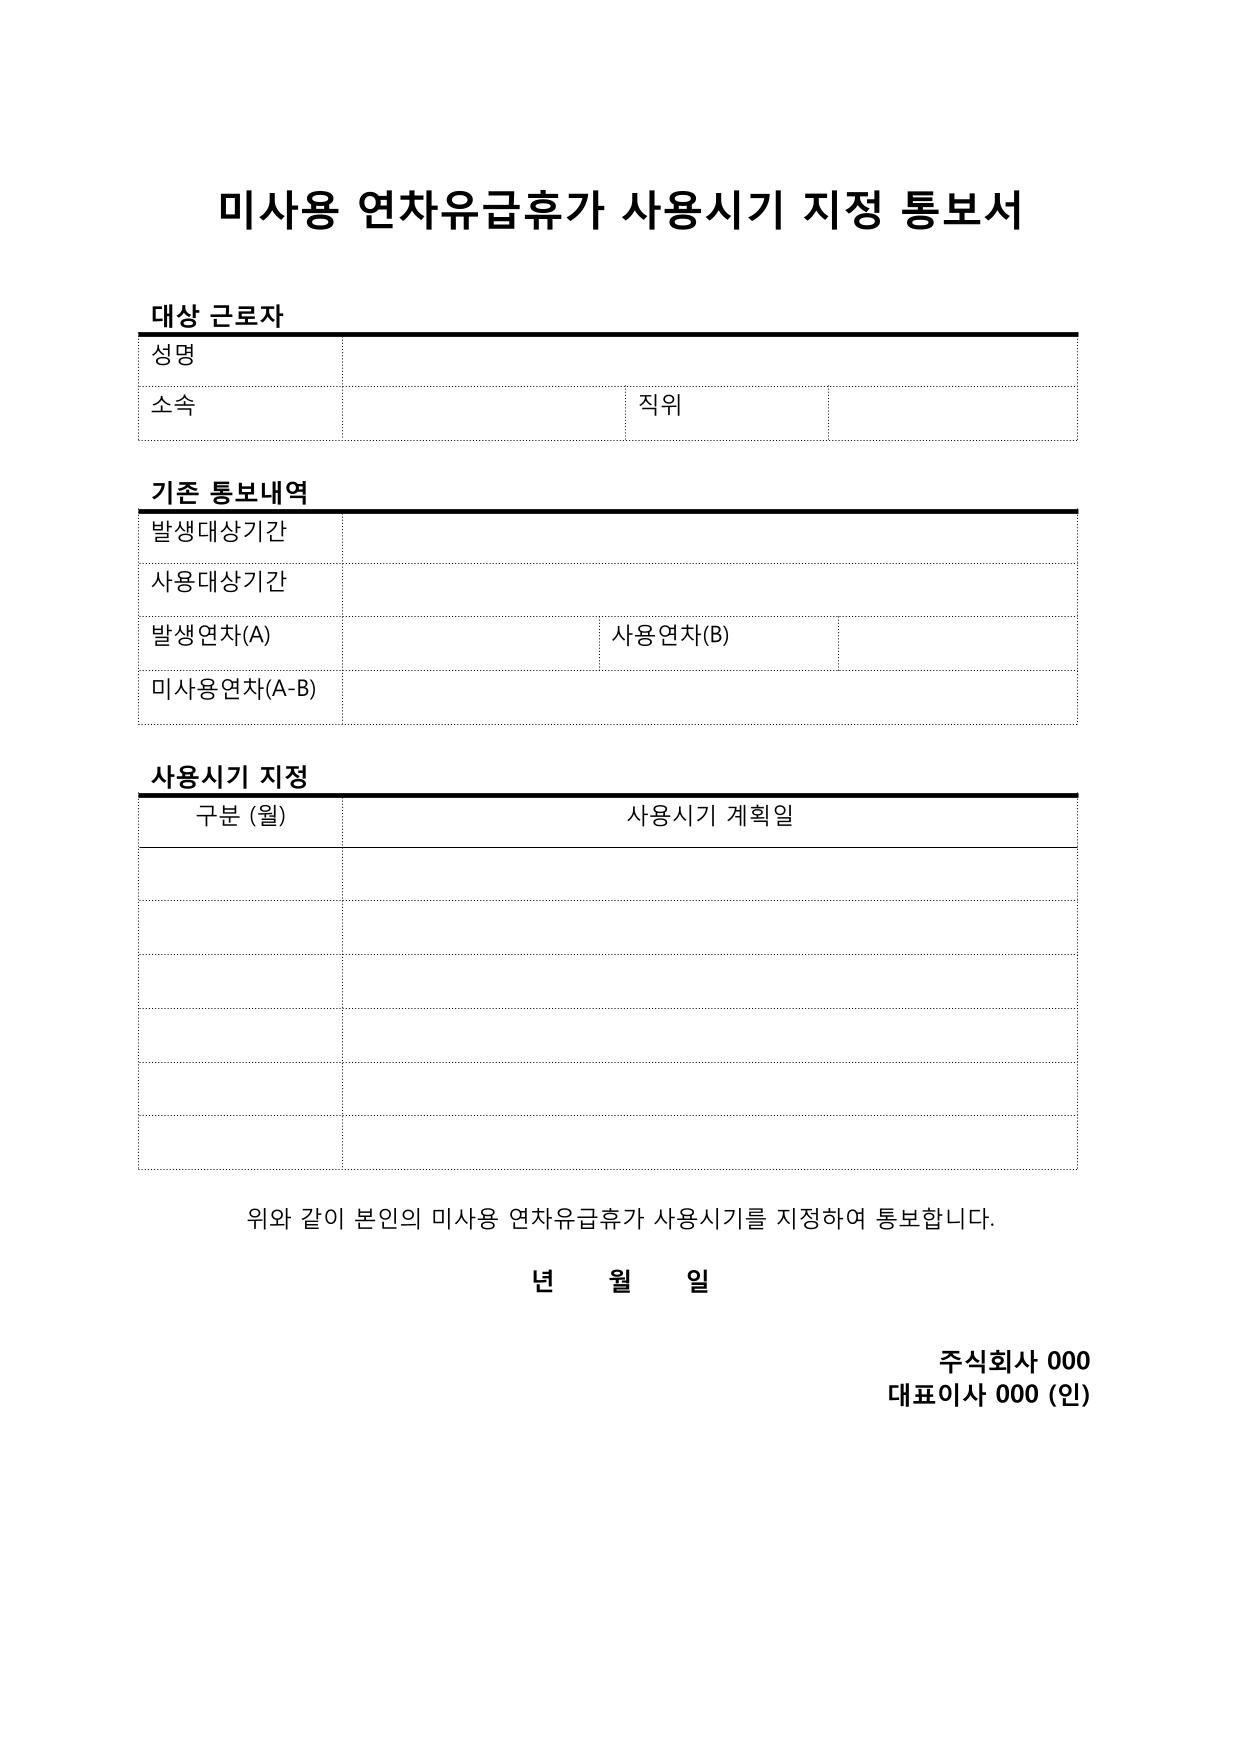 미사용 연차유급휴가 사용시기 지정 통보서
대상 근로자
성명
소속 직위
기존 통보내역
발생대상기간
사용대상기간
발생연차(A) 사용연차(B)
미사용연차(A-B)
사용시기 지정
구분 (월) 사용시기 계획일
위와 같이 본인의 미사용 연차유급휴가 사용시기를 지정하여 통보합니다.
년 월 일
주식회사 000
대표이사 000 (인)